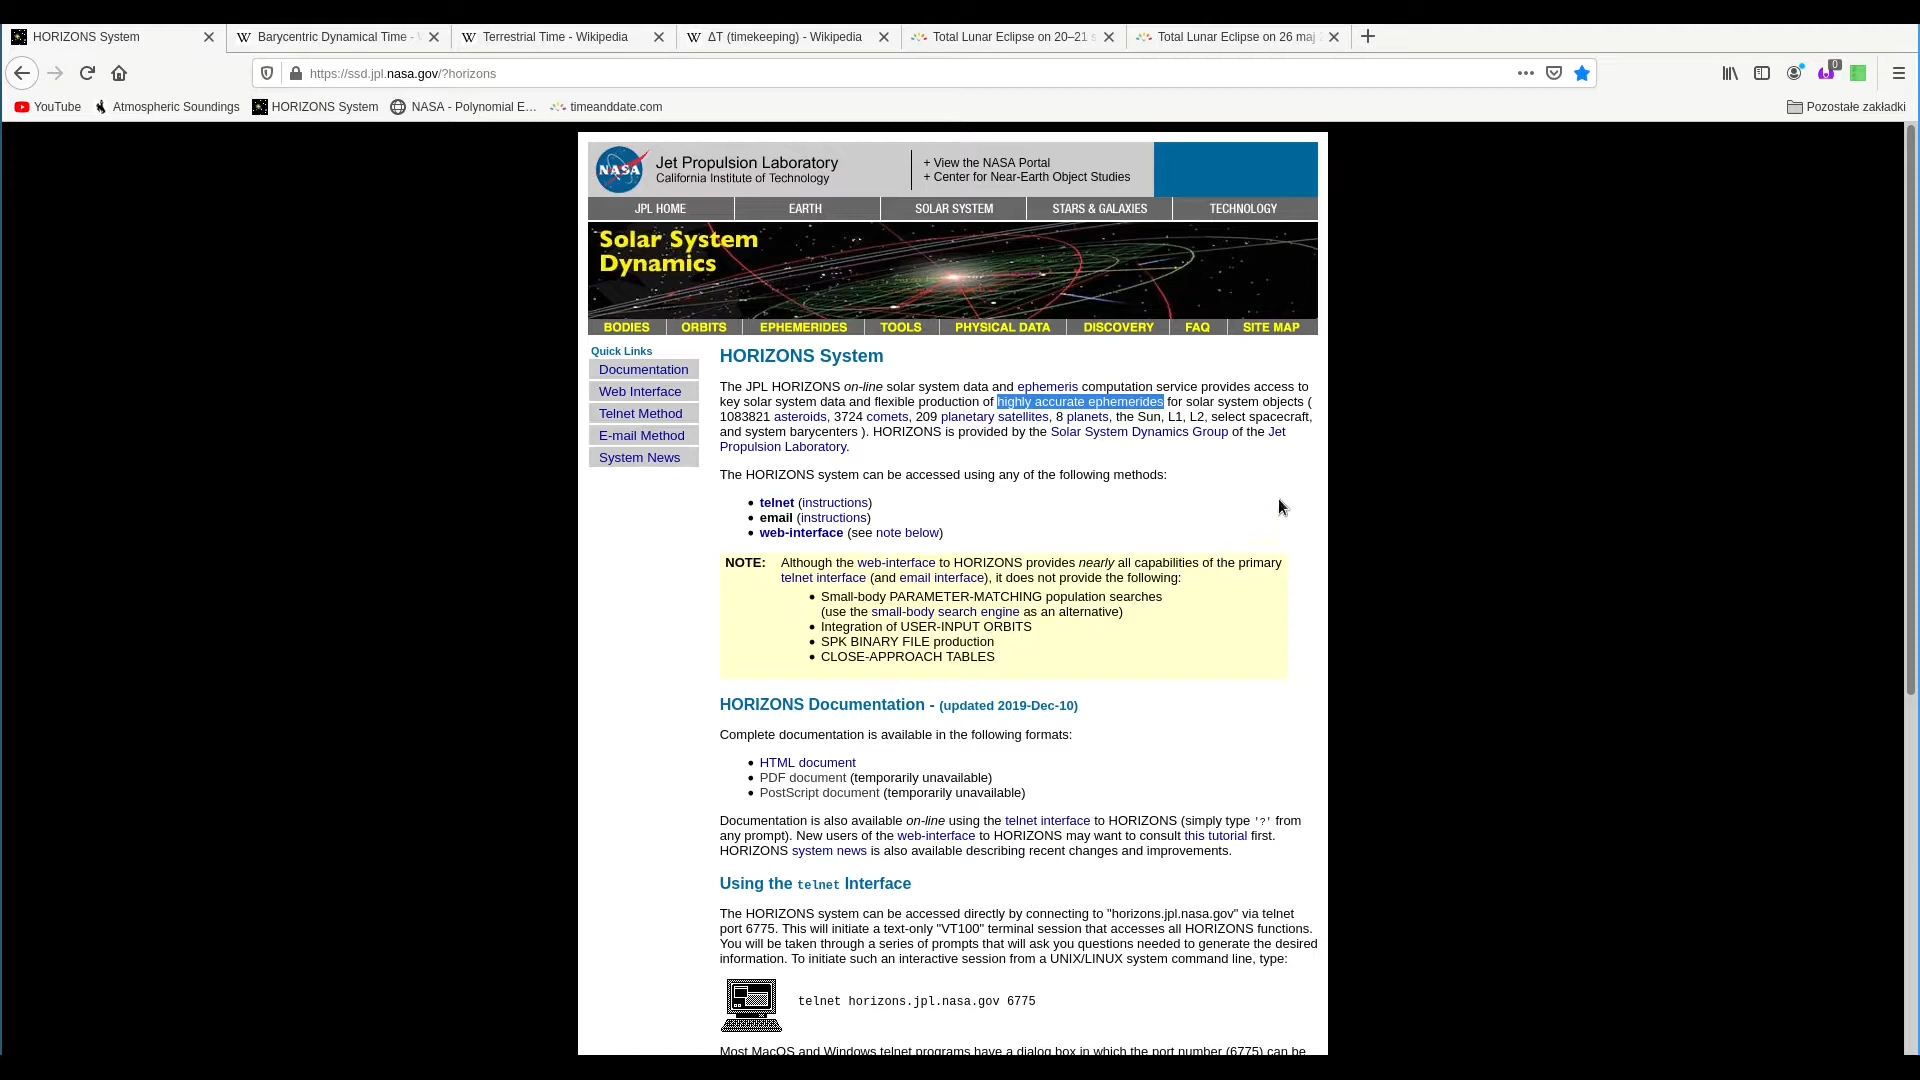 HORIZONS System
Barycentric Dynamical Time -
Terrestrial Time - Wikipedia
ΔT (timekeeping) - Wikipedia
Total Lunar Eclipse on 20–21
Total Lunar Eclipse on 26 maj
https://ssd.jpl.nasa.gov/?horizons
0
YouTube
Atmospheric Soundings
HORIZONS System
NASA - Polynomial E...
timeanddate.com
Pozostałe zakładki
NASA
Jet Propulsion Laboratory
California Institute of Technology
+ View the NASA Portal
+ Center for Near-Earth Object Studies
JPL HOME
EARTH
SOLAR SYSTEM
STARS & GALAXIES
TECHNOLOGY
Solar System
Dynamics
BODIES
ORBITS
EPHEMERIDES
TOOLS
PHYSICAL DATA
DISCOVERY
FAQ
SITE MAP
Quick Links
Documentation
Web Interface
Telnet Method
E-mail Method
System News
HORIZONS System
The JPL HORIZONS on-line solar system data and ephemeris computation service provides access to
key solar system data and flexible production of highly accurate ephemerides for solar system objects (
1083821 asteroids, 3724 comets, 209 planetary satellites, 8 planets, the Sun, L1, L2, select spacecraft,
and system barycenters ). HORIZONS is provided by the Solar System Dynamics Group of the Jet
Propulsion Laboratory.
The HORIZONS system can be accessed using any of the following methods:
• telnet (instructions)
• email (instructions)
• web-interface (see note below)
NOTE: Although the web-interface to HORIZONS provides nearly all capabilities of the primary
telnet interface (and email interface), it does not provide the following:
• Small-body PARAMETER-MATCHING population searches
(use the small-body search engine as an alternative)
• Integration of USER-INPUT ORBITS
• SPK BINARY FILE production
• CLOSE-APPROACH TABLES
HORIZONS Documentation - (updated 2019-Dec-10)
Complete documentation is available in the following formats:
• HTML document
• PDF document (temporarily unavailable)
• PostScript document (temporarily unavailable)
Documentation is also available on-line using the telnet interface to HORIZONS (simply type '?' from
any prompt). New users of the web-interface to HORIZONS may want to consult this tutorial first.
HORIZONS system news is also available describing recent changes and improvements.
Using the telnet Interface
The HORIZONS system can be accessed directly by connecting to "horizons.jpl.nasa.gov" via telnet
port 6775. This will initiate a text-only "VT100" terminal session that accesses all HORIZONS functions.
You will be taken through a series of prompts that will ask you questions needed to generate the desired
information. To initiate such an interactive session from a UNIX/LINUX system command line, type:
telnet horizons.jpl.nasa.gov 6775
Most MacOS and Windows telnet programs have a dialog box in which the port number (6775) can be